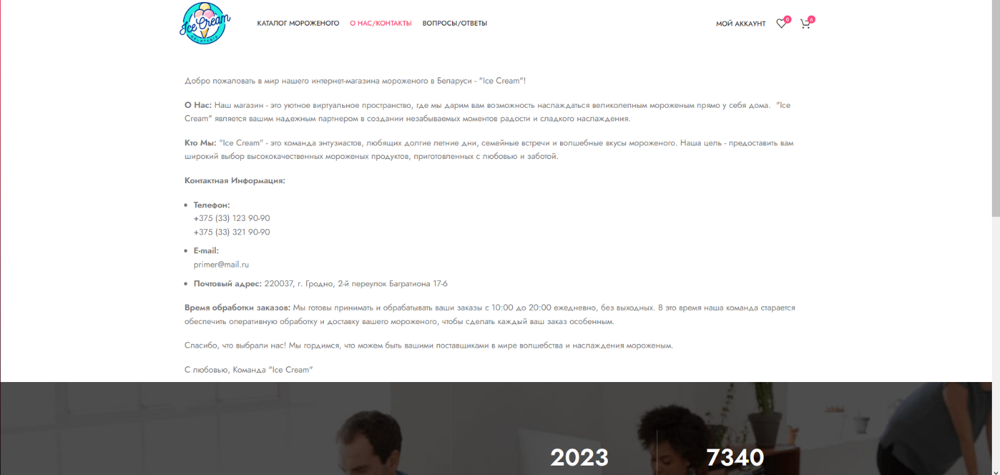 Ice Cream
GELATERIA
КАТАЛОГ МОРОЖЕНОГО
О НАС/КОНТАКТЫ
ВОПРОСЫ/ОТВЕТЫ
МОЙ АККАУНТ
0
6
Добро пожаловать в мир нашего интернет-магазина мороженого в Беларуси - "Ice Cream"!
О Нас: Наш магазин - это уютное виртуальное пространство, где мы дарим вам возможность наслаждаться великолепным мороженым прямо у себя дома. "Ice
Cream" является вашим надежным партнером в создании незабываемых моментов радости и сладкого наслаждения.
Кто Мы: "Ice Cream" - это команда энтузиастов, любящих долгие летние дни, семейные встречи и волшебные вкусы мороженого. Наша цель - предоставить вам
широкий выбор высококачественных мороженых продуктов, приготовленных с любовью и заботой.
Контактная Информация:
• Телефон:
+375 (33) 123 90-90
+375 (33) 321 90-90
• E-mail:
primer@mail.ru
• Почтовый адрес: 220037, г. Гродно, 2-й переулок Багратиона 17-6
Время обработки заказов: Мы готовы принимать и обрабатывать ваши заказы с 10:00 до 20:00 ежедневно, без выходных. В это время наша команда старается
обеспечить оперативную обработку и доставку вашего мороженого, чтобы сделать каждый ваш заказ особенным.
Спасибо, что выбрали нас! Мы гордимся, что можем быть вашими поставщиками в мире волшебства и наслаждения мороженым.
С любовью, Команда "Ice Cream"
2023
7340